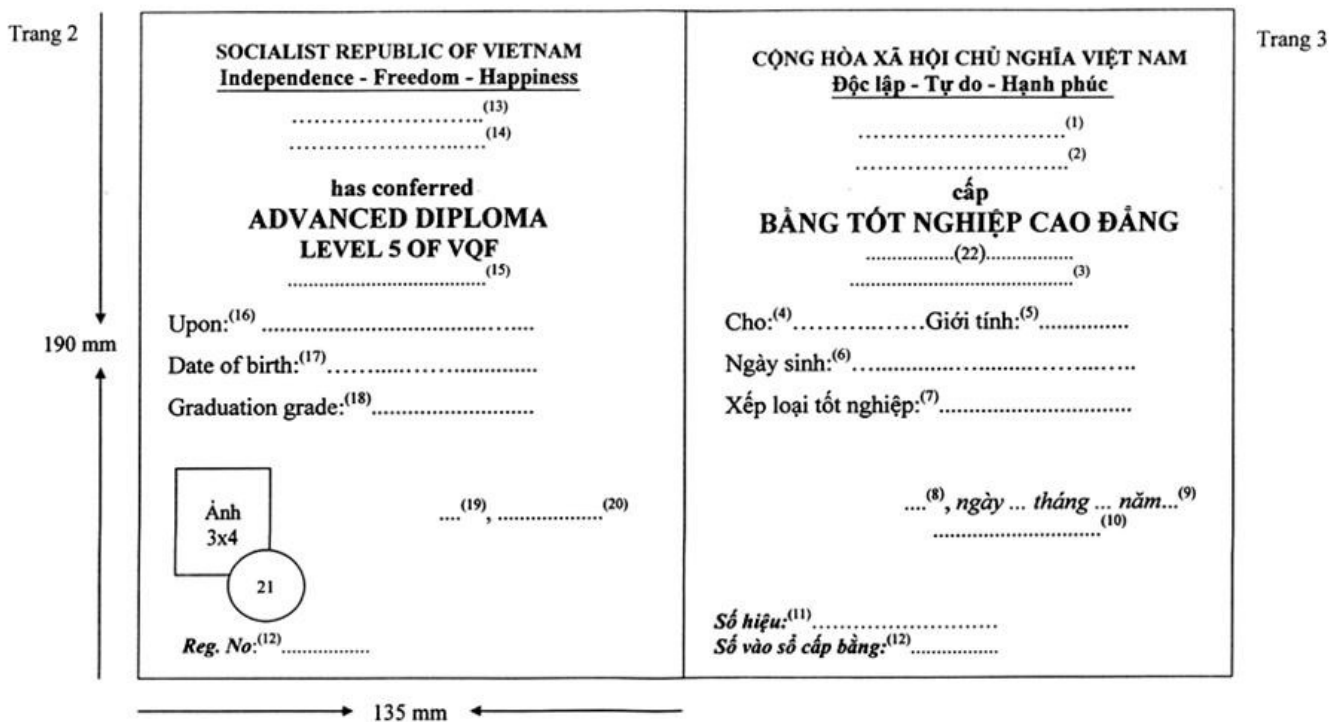 Trang 2
SOCIALIST REPUBLIC OF VIETNAM
Independence - Freedom - Happiness
................................(13)
................................(14)
has conferred
ADVANCED DIPLOMA
LEVEL 5 OF VQF
................................(15)
Upon:(16) ................................
Date of birth:(17)................................
Graduation grade:(18)................................
Ảnh
3x4
21
....(19), ..................(20)
Reg. No:(12)................
190 mm
135 mm
Trang 3
CỘNG HÒA XÃ HỘI CHỦ NGHĨA VIỆT NAM
Độc lập - Tự do - Hạnh phúc
................................(1)
................................(2)
cấp
BẰNG TỐT NGHIỆP CAO ĐẲNG
................(22)................
................................(3)
Cho:(4)......................Giới tính:(5)................
Ngày sinh:(6)................................
Xếp loại tốt nghiệp:(7)................................
....(8), ngày ... tháng ... năm...(9)
............................(10)
Số hiệu:(11)................................
Số vào sổ cấp bằng:(12)................